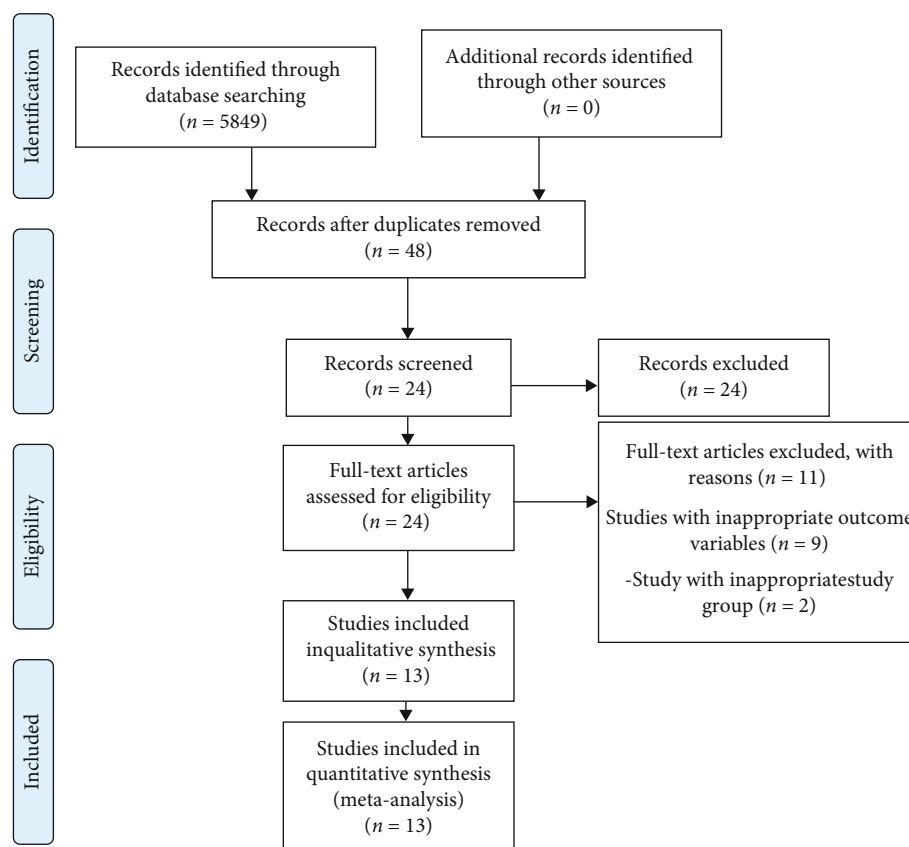 Identification
Records identified through
database searching
(n = 5849)
Additional records identified
through other sources
(n = 0)
Records after duplicates removed
(n = 48)
Screening
Records screened
(n = 24)
Records excluded
(n = 24)
Eligibility
Full-text articles
assessed for eligibility
(n = 24)
Full-text articles excluded, with
reasons (n = 11)
Studies with inappropriate outcome
variables (n = 9)
-Study with inappropriatestudy
group (n = 2)
Studies included
inqualitative synthesis
(n = 13)
Included
Studies included in
quantitative synthesis
(meta-analysis)
(n = 13)